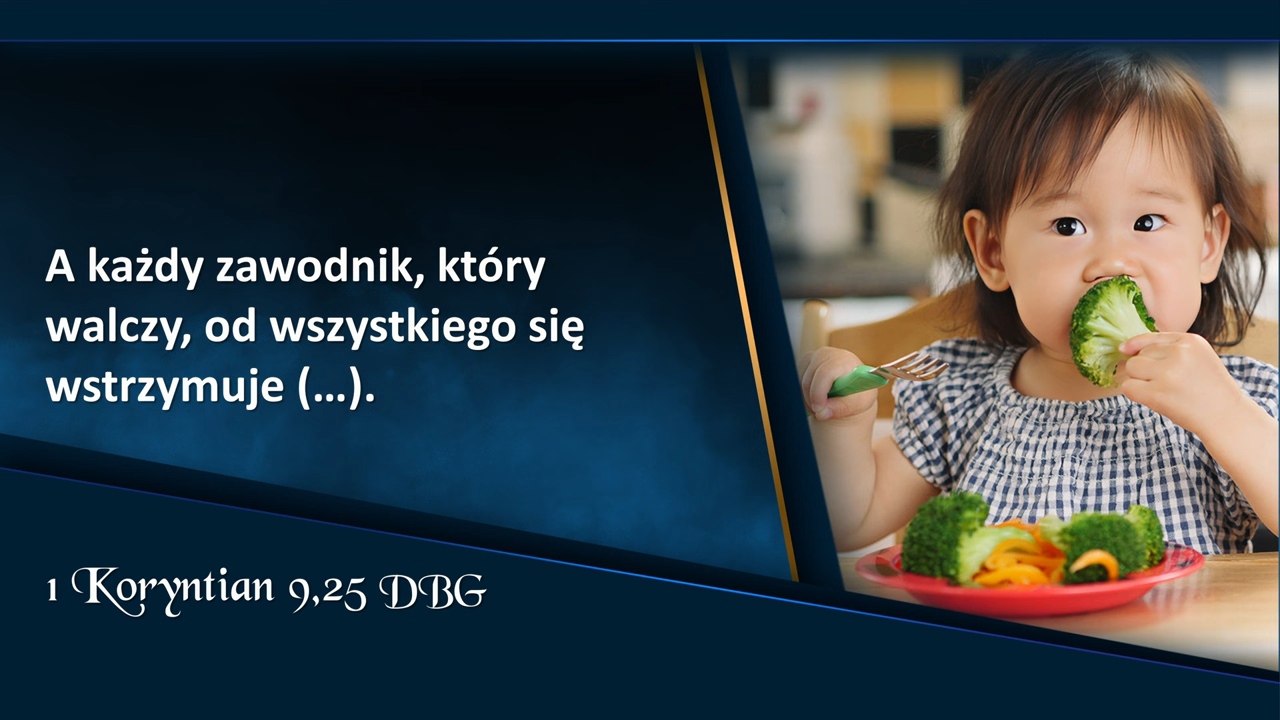 A każdy zawodnik, który
walczy, od wszystkiego się
wstrzymuje (...).
1 Koryntian 9,25 DBG